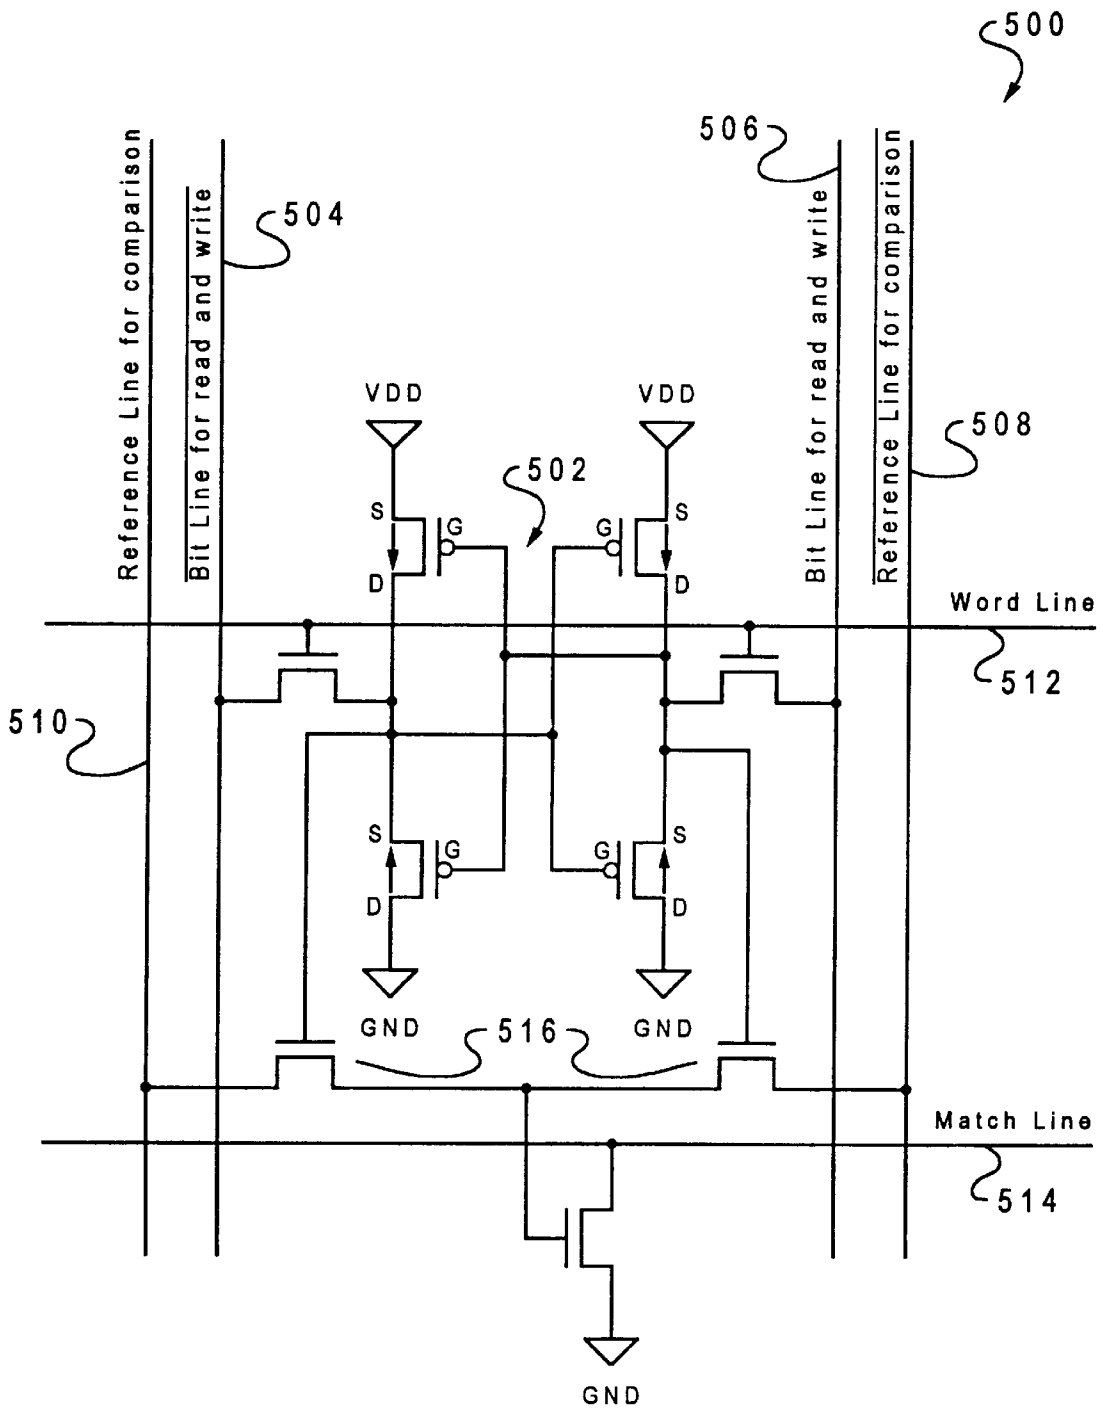 500
506
Reference Line for comparison
Bit Line for read and write
504
Bit Line for read and write
Reference Line for comparison
508
VDD
VDD
502
S
G
D
G
S
D
Word Line
512
510
S
G
D
G
S
D
GND
516
GND
Match Line
514
GND